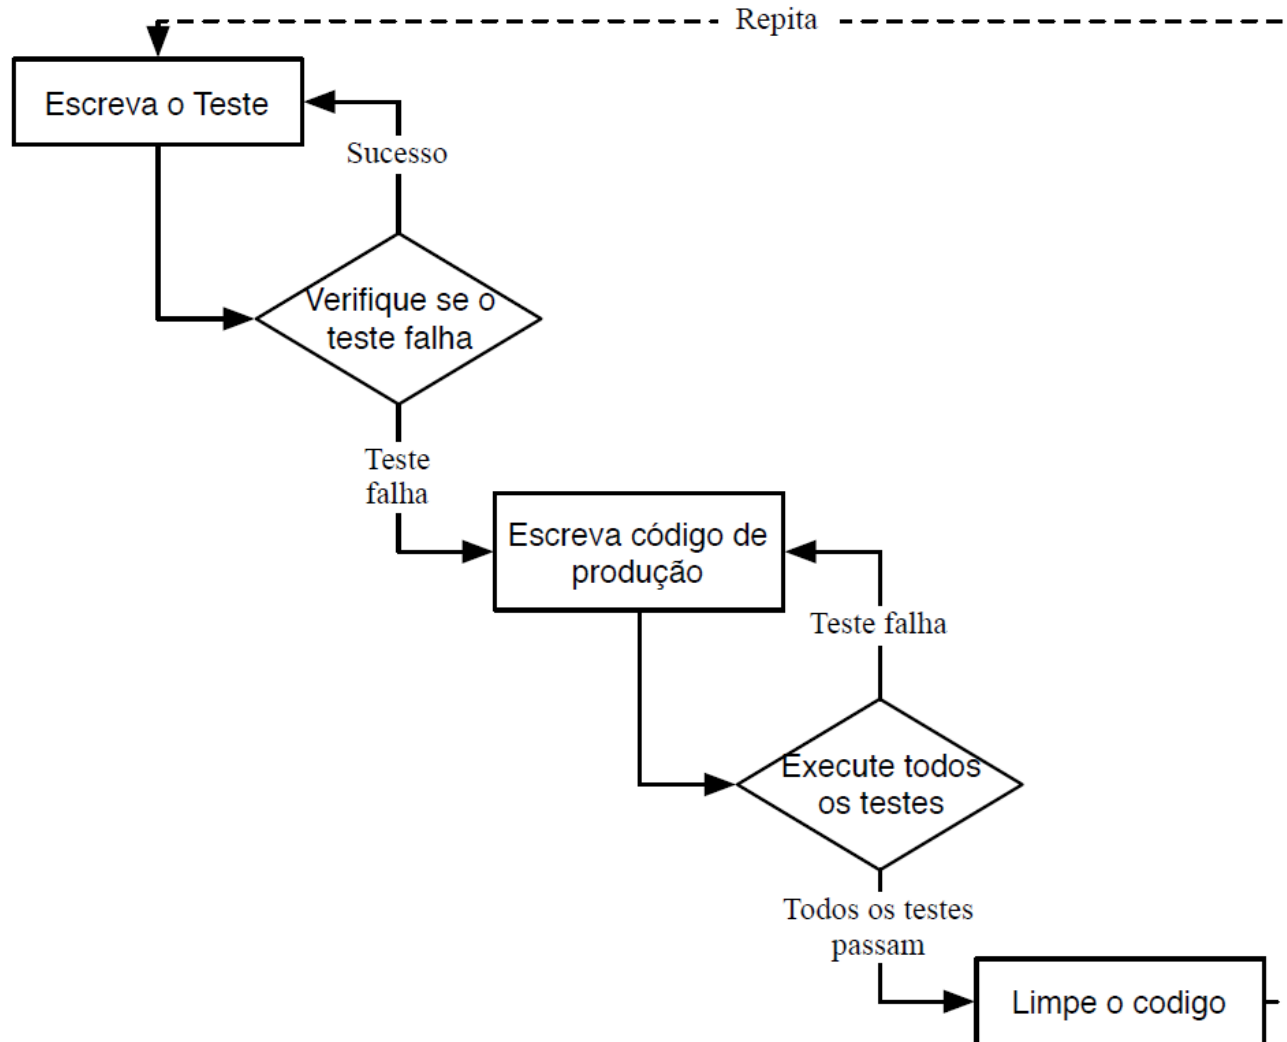 Repita
Escreva o Teste
Sucesso
Verifique se o
teste falha
Teste
falha
Escreva código de
produção
Teste falha
Execute todos
os testes
Todos os testes
passam
Limpe o codigo